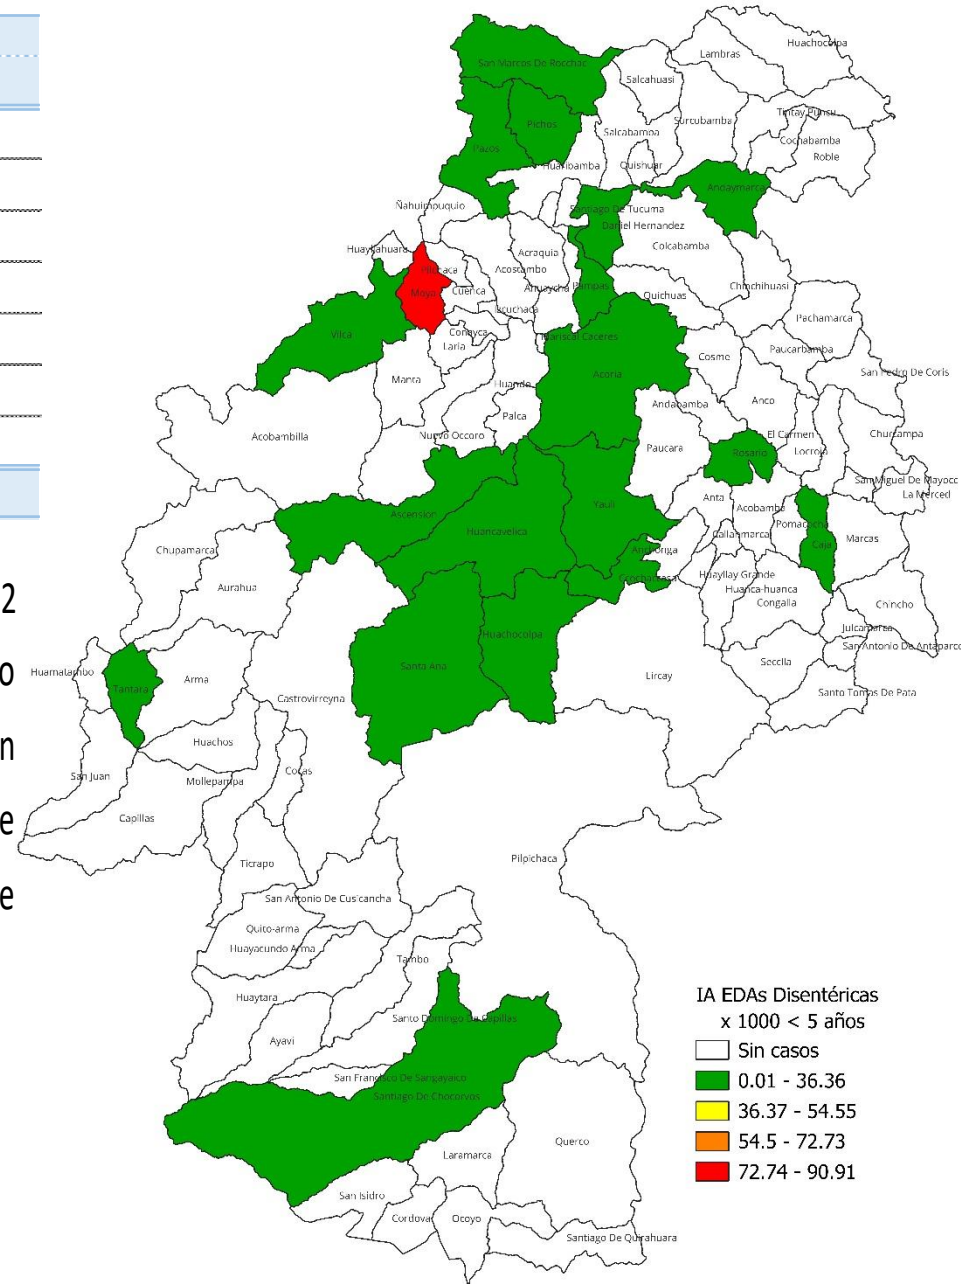 Huachocolpa
Lambras
San Marcos De Rocchac
Salcahuasi
Tintay Puncu
Surcubamba
Pichos
Salcabamba
Cochabamba
Pazos
Roble
Huaribamba
Quishuar
Andaymarca
Ñahuimpuquio
Santiago De Tucuma
Daniel Hernandez
Huayllahuara
Acraquia
Colcabamba
Pilchaca
Acostambo
Moya
Cuenca
Ahuaycha
Pampas
Chinchihuasi
Quichuas
Izcuchaca
Pachamarca
Vilca
Conayca
Mariscal Caceres
Laria
Paucarbamba
Cosme
San Pedro De Coris
Manta
Huando
Acoria
Anco
Andabamba
Palca
Acobambilla
Nuevo Occoro
El Carmen
Churcampa
Paucara
Rosario
Locroja
San Miguel De Mayocc
La Merced
Anta
Yauli
Acobamba
Ascension
Pomacocha
Huancavelica
Callanmarca
Marcas
Caja
Chupamarca
Anchonga
Huayllay Grande
Ccochaccasa
Aurahua
Huanca-huanca
Congalla
Chincho
2
Julcamarca
Huachocolpa
San Antonio De Antaparco
Huamatambo
o
Santa Ana
Secclla
Arma
Lircay
Tantara
Santo Tomas De Pata
Castrovirreyna
n
Huachos
San Juan
Cocas
Mollepampa
e
Capillas
Pilpichaca
Ticrapo
e
San Antonio De Cusicancha
Quito-arma
Huayacundo Arma
Tambo
Huaytara
IA EDAs Disentéricas
x 1000 < 5 años
Santo Domingo De Capillas
Ayavi
Sin casos
San Francisco De Sangayaico
0.01 - 36.36
Santiago De Chocorvos
36.37 - 54.55
54.5 - 72.73
Querco
Laramarca
72.74 - 90.91
San Isidro
Cordova
Ocoyo
Santiago De Quirahuara